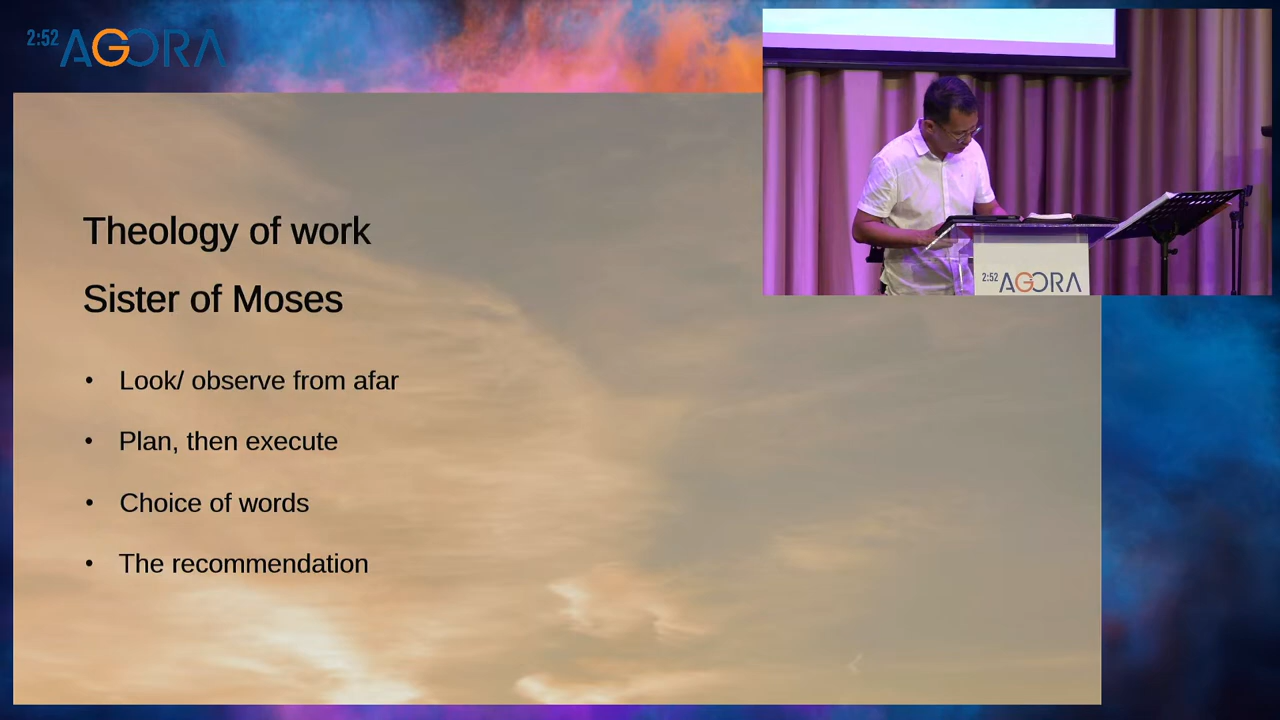 2:52 AGORA
Theology of work
Sister of Moses
• Look/ observe from afar
• Plan, then execute
• Choice of words
• The recommendation
2:52 AGORA